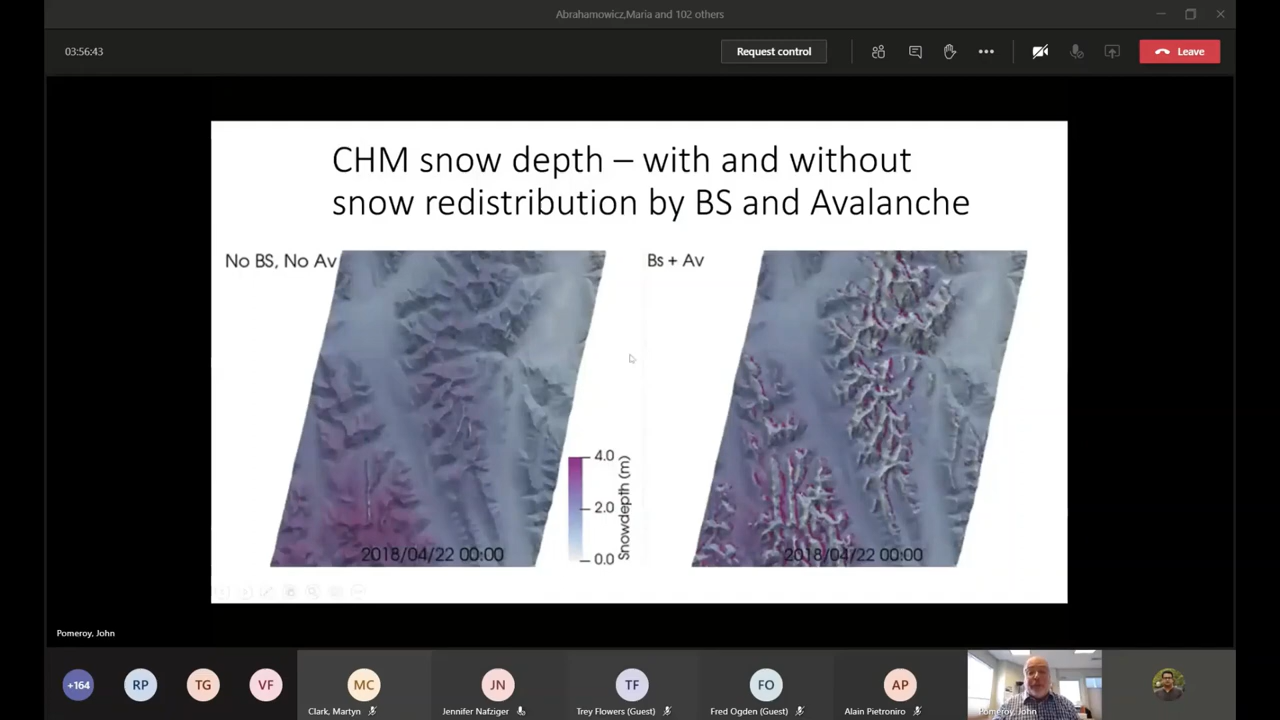 Abrahamowicz,Maria and 102 others
03:56:43
Request control
Leave
CHM snow depth – with and without
snow redistribution by BS and Avalanche
No BS, No Av
Bs + Av
4.0
2.0
0.0
Snowdepth (m)
2018/04/22 00:00
2018/04/22 00:00
Pomeroy, John
+164
RP
TG
VF
MC
Clark, Martyn
JN
Jennifer Nafziger
TF
Trey Flowers (Guest)
FO
Fred Ogden (Guest)
AP
Alain Pietroniro
Pomeroy, John